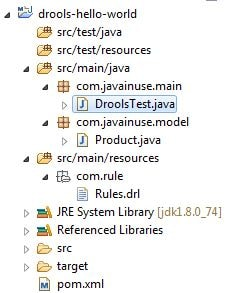 drools-hello-world
src/test/java
src/test/resources
src/main/java
com.javainuse.main
DroolsTest.java
com.javainuse.model
Product.java
src/main/resources
com.rule
Rules.drl
JRE System Library [jdk1.8.0_74]
Referenced Libraries
src
target
pom.xml